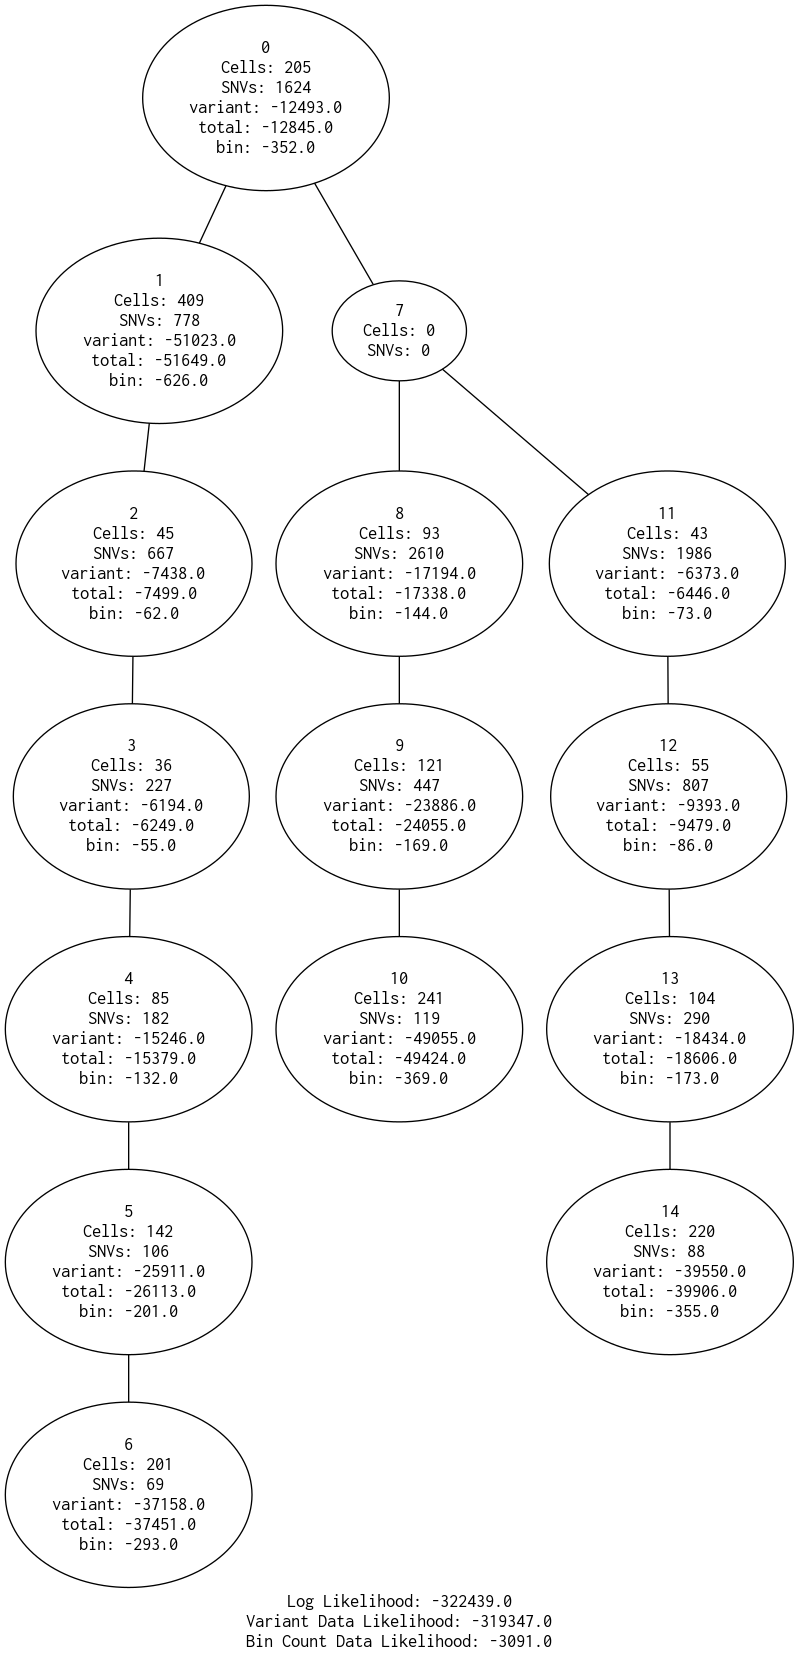 0
Cells: 205
SNVs: 1624
variant: -12493.0
total: -12845.0
bin: -352.0
1
Cells: 409
SNVs: 778
variant: -51023.0
total: -51649.0
bin: -626.0
7
Cells: 0
SNVs: 0
2
Cells: 45
SNVs: 667
variant: -7438.0
total: -7499.0
bin: -62.0
8
Cells: 93
SNVs: 2610
variant: -17194.0
total: -17338.0
bin: -144.0
11
Cells: 43
SNVs: 1986
variant: -6373.0
total: -6446.0
bin: -73.0
3
Cells: 36
SNVs: 227
variant: -6194.0
total: -6249.0
bin: -55.0
9
Cells: 121
SNVs: 447
variant: -23886.0
total: -24055.0
bin: -169.0
12
Cells: 55
SNVs: 807
variant: -9393.0
total: -9479.0
bin: -86.0
4
Cells: 85
SNVs: 182
variant: -15246.0
total: -15379.0
bin: -132.0
10
Cells: 241
SNVs: 119
variant: -49055.0
total: -49424.0
bin: -369.0
13
Cells: 104
SNVs: 290
variant: -18434.0
total: -18606.0
bin: -173.0
5
Cells: 142
SNVs: 106
variant: -25911.0
total: -26113.0
bin: -201.0
14
Cells: 220
SNVs: 88
variant: -39550.0
total: -39906.0
bin: -355.0
6
Cells: 201
SNVs: 69
variant: -37158.0
total: -37451.0
bin: -293.0
Log Likelihood: -322439.0
Variant Data Likelihood: -319347.0
Bin Count Data Likelihood: -3091.0